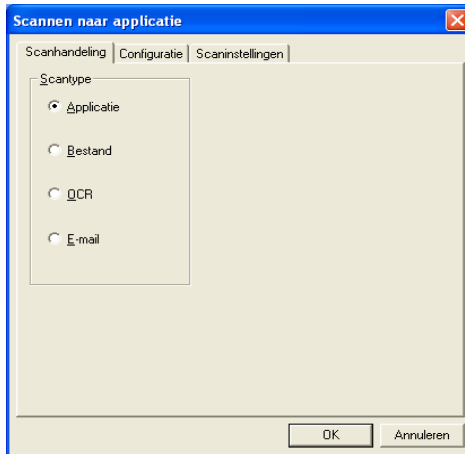 Scannen naar applicatie
Scanhandeling Configuratie Scaninstellingen
Scantype
Applicatie
Bestand
OCR
E-mail
OK Annuleren